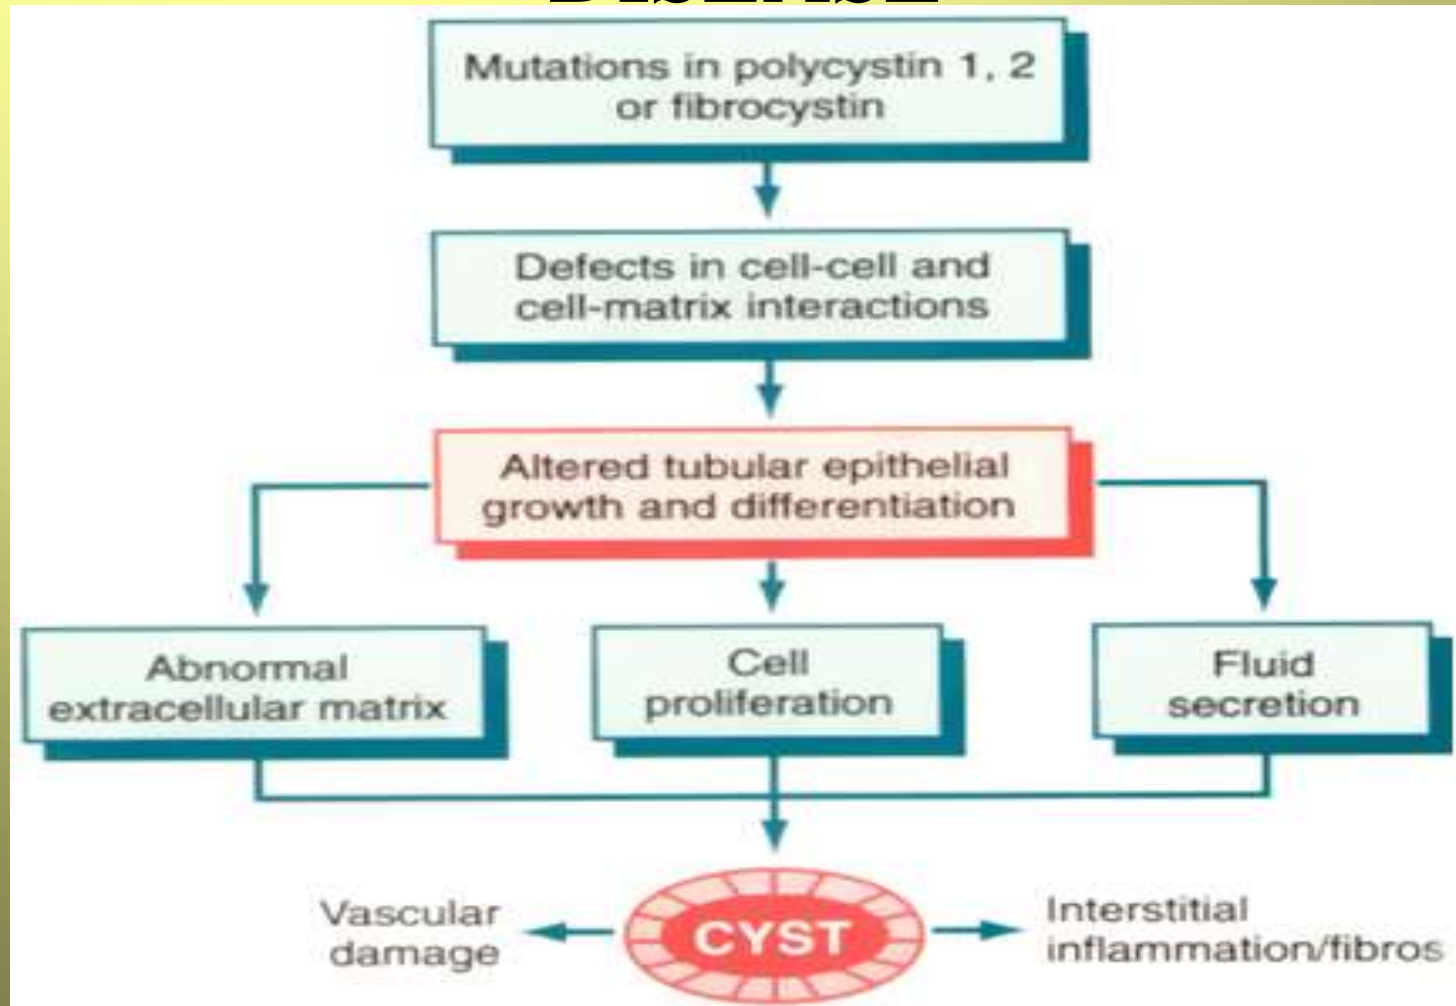 DISEASE
Mutations in polycystin 1, 2
or fibrocystin
Defects in cell-cell and
cell-matrix interactions
Altered tubular epithelial
growth and differentiation
Abnormal
extracellular matrix
Cell
proliferation
Fluid
secretion
Vascular
damage
CYST
Interstitial
inflammation/fibros